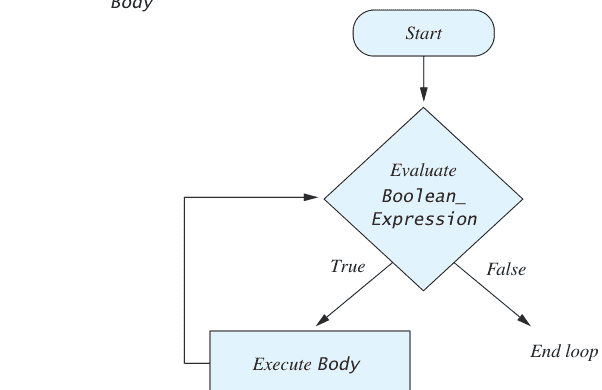 Body
Start
Evaluate
Boolean_
Expression
True
False
End loop
Execute Body